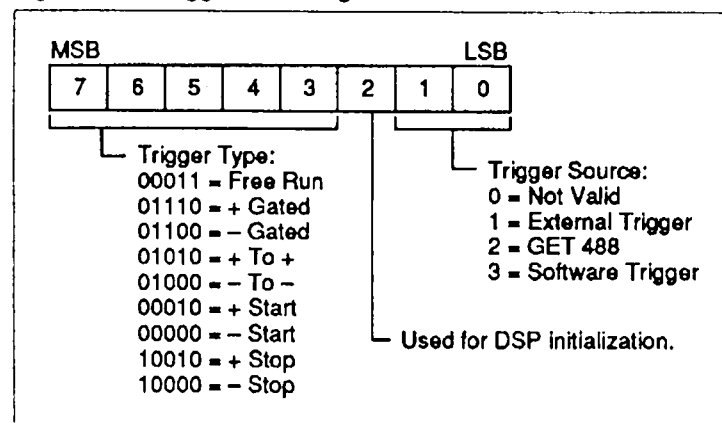 MSB LSB
7 6 5 4 3 2 1 0
Trigger Type:
00011 = Free Run
01110 = + Gated
01100 = – Gated
01010 = + To +
01000 = – To –
00010 = + Start
00000 = – Start
10010 = + Stop
10000 = – Stop
Trigger Source:
0 = Not Valid
1 = External Trigger
2 = GET 488
3 = Software Trigger
Used for DSP initialization.